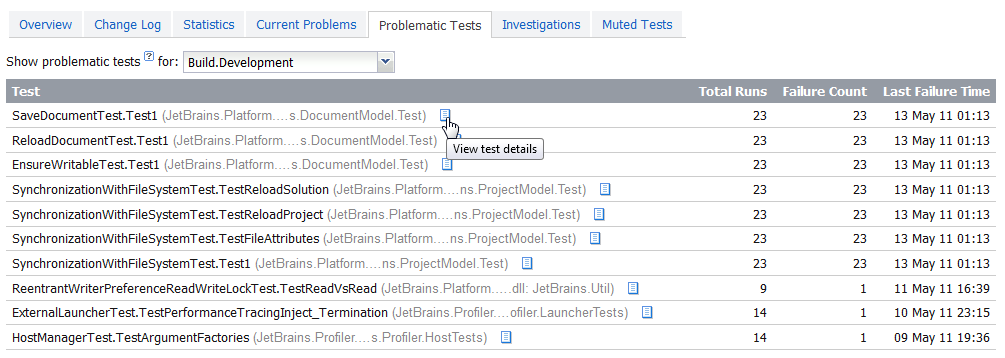 Overview Change Log Statistics Current Problems Problematic Tests Investigations Muted Tests
Show problematic tests ? for: Build.Development
Test Total Runs Failure Count Last Failure Time
SaveDocumentTest.Test1 (JetBrains.Platform....s.DocumentModel.Test) 23 23 13 May 11 01:13
ReloadDocumentTest.Test1 (JetBrains.Platform....s.DocumentModel.Test) 23 23 13 May 11 01:13
View test details
EnsureWritableTest.Test1 (JetBrains.Platform....s.DocumentModel.Test) 23 23 13 May 11 01:13
SynchronizationWithFileSystemTest.TestReloadSolution (JetBrains.Platform....ns.ProjectModel.Test) 23 23 13 May 11 01:13
SynchronizationWithFileSystemTest.TestReloadProject (JetBrains.Platform....ns.ProjectModel.Test) 23 23 13 May 11 01:13
SynchronizationWithFileSystemTest.TestFileAttributes (JetBrains.Platform....ns.ProjectModel.Test) 23 23 13 May 11 01:13
SynchronizationWithFileSystemTest.Test1 (JetBrains.Platform....ns.ProjectModel.Test) 23 23 13 May 11 01:13
ReentrantWriterPreferenceReadWriteLockTest.TestReadVsRead (JetBrains.Platform.....dll: JetBrains.Util) 9 1 11 May 11 16:39
ExternalLauncherTest.TestPerformanceTracingInject_Termination (JetBrains.Profiler....ofiler.LauncherTests) 14 1 10 May 11 23:15
HostManagerTest.TestArgumentFactories (JetBrains.Profiler....s.Profiler.HostTests) 14 1 09 May 11 19:36